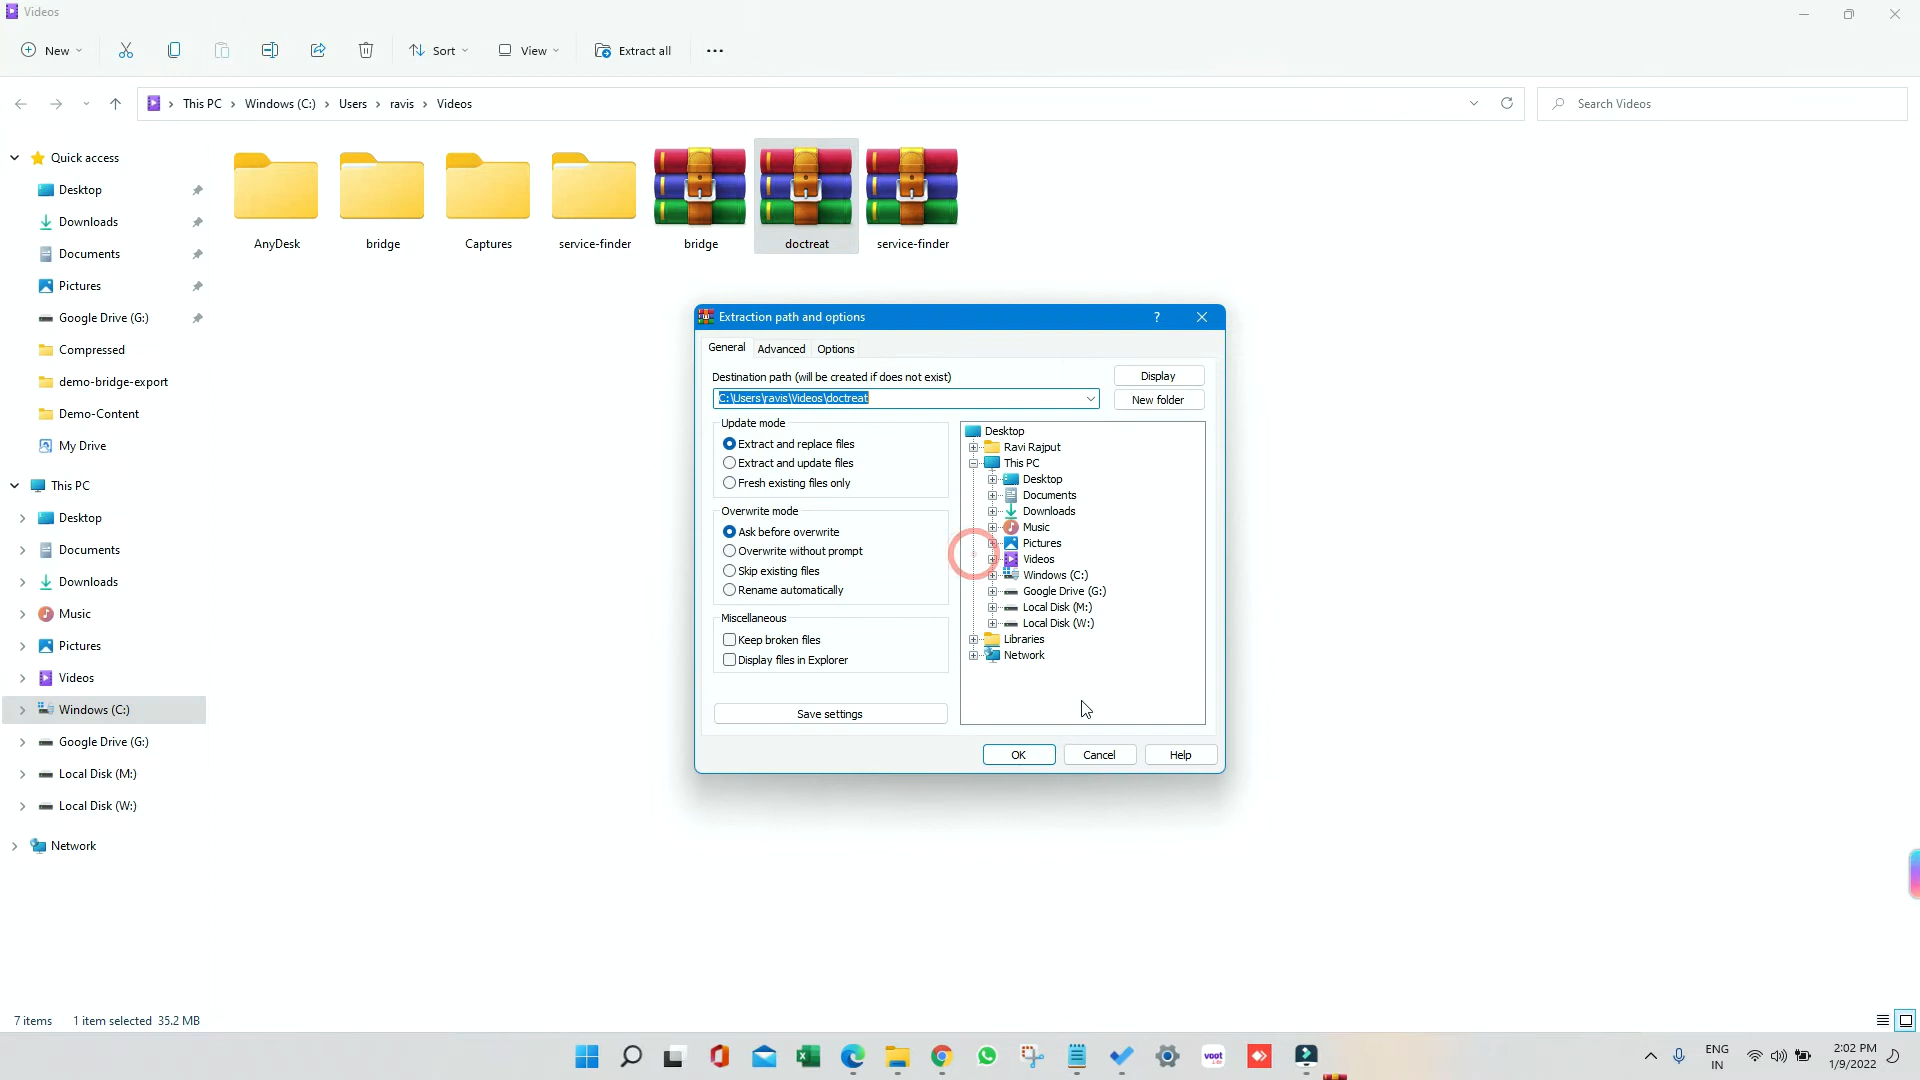 Videos
New
Sort
View
Extract all
This PC
Windows (C:)
Users
ravis
Videos
Search Videos
Quick access
Desktop
Downloads
Documents
Pictures
Google Drive (G:)
Compressed
demo-bridge-export
Demo-Content
My Drive
This PC
Desktop
Documents
Downloads
Music
Pictures
Videos
Windows (C:)
Google Drive (G:)
Local Disk (M:)
Local Disk (W:)
Network
AnyDesk
bridge
Captures
service-finder
bridge
doctreat
service-finder
Extraction path and options
?
General
Advanced
Options
Destination path (will be created if does not exist)
Display
C:\Users\ravis\Videos\doctreat
New folder
Update mode
Extract and replace files
Extract and update files
Fresh existing files only
Overwrite mode
Ask before overwrite
Overwrite without prompt
Skip existing files
Rename automatically
Miscellaneous
Keep broken files
Display files in Explorer
Save settings
Desktop
Ravi Rajput
This PC
Desktop
Documents
Downloads
Music
Pictures
Videos
Windows (C:)
Google Drive (G:)
Local Disk (M:)
Local Disk (W:)
Libraries
Network
OK
Cancel
Help
7 items
1 item selected 35.2 MB
voot
ENG
IN
2:02 PM
1/9/2022